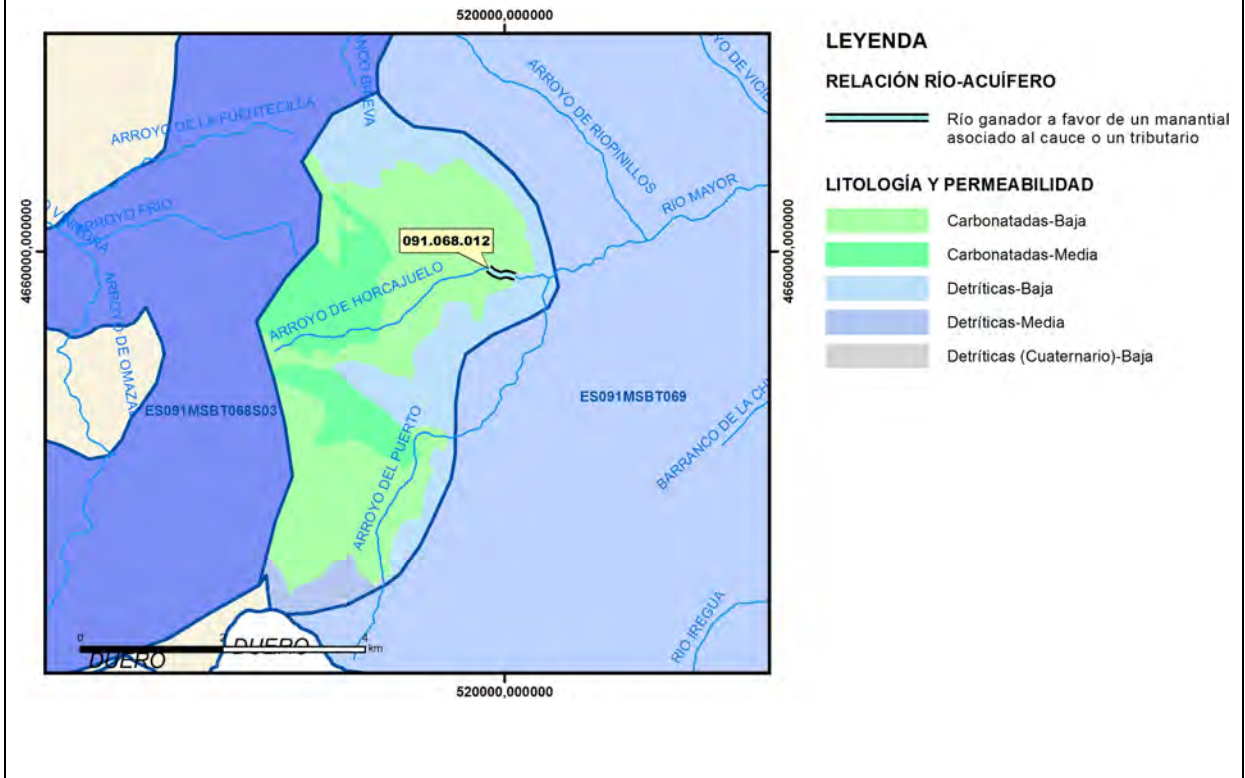 520000,000000
4660000,000000
4660000,000000
ARROYO DE LA FUENTECILLA
ARROYO DE RIOPINILLOS
RIO MAYOR
ARROYO FRIO
091.068.012
ARROYO DE HORCAJUELO
ARROYO DE OMAZA
ES091MSBT068S03
ES091MSBT069
BARRANCO DE LA CH
ARROYO DEL PUERTO
RIO IREGUA
0
2
4
km
DUERO
DUERO
520000,000000
LEYENDA
RELACIÓN RÍO-ACUÍFERO
Río ganador a favor de un manantial
asociado al cauce o un tributario
LITOLOGÍA Y PERMEABILIDAD
Carbonatadas-Baja
Carbonatadas-Media
Detríticas-Baja
Detríticas-Media
Detríticas (Cuaternario)-Baja